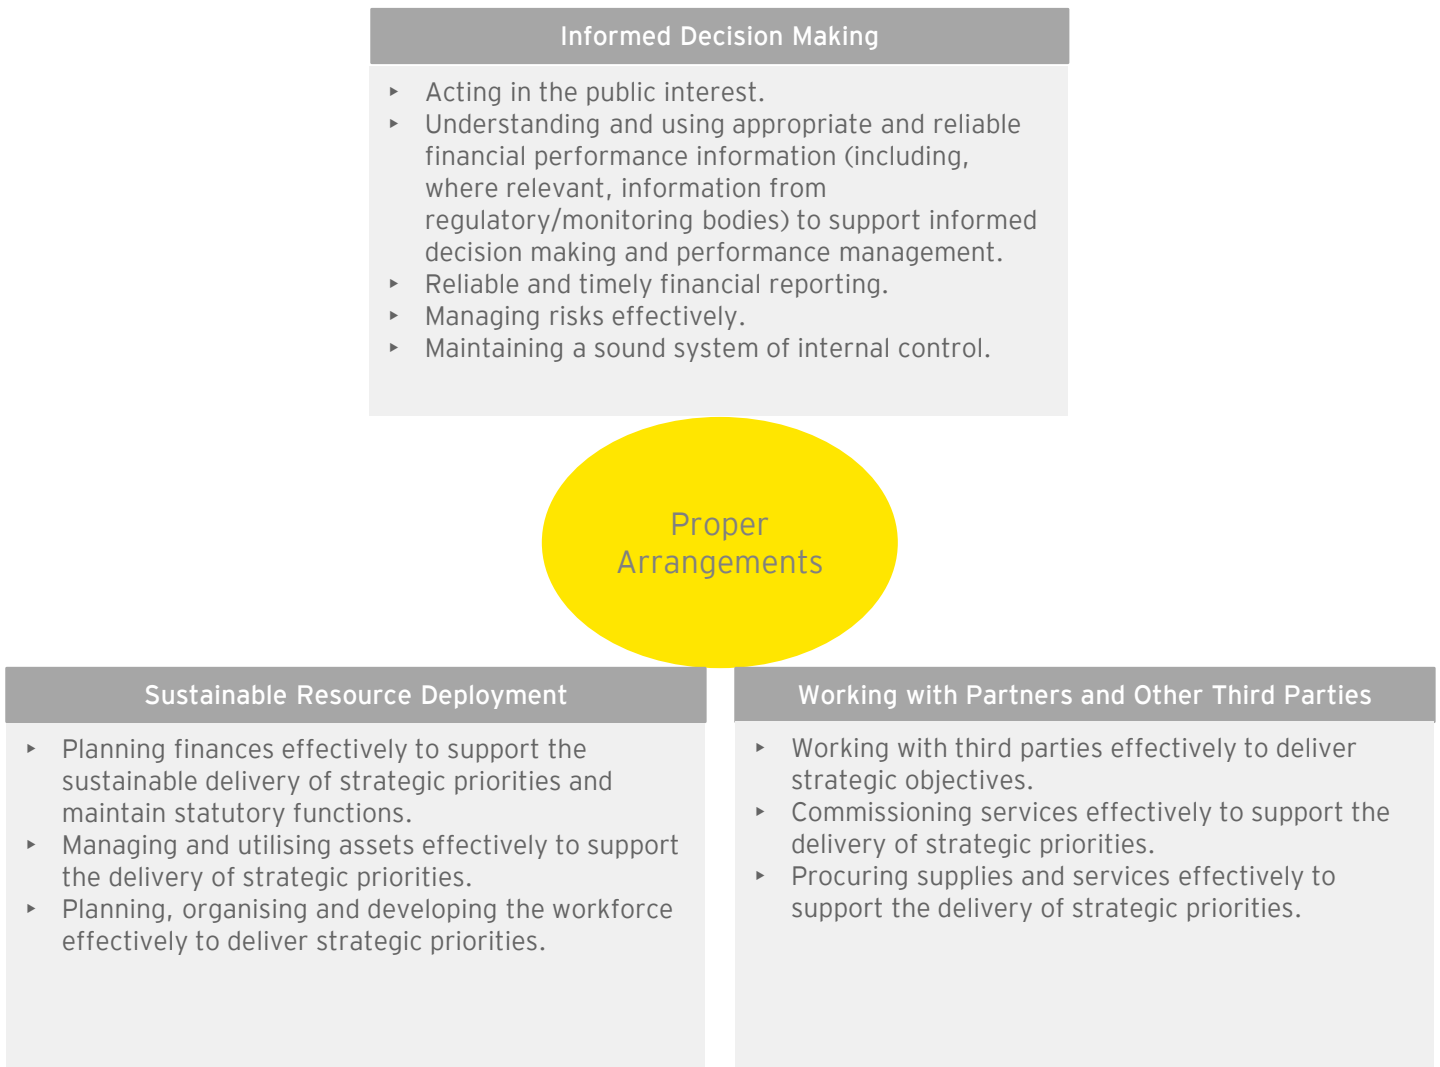 Informed Decision Making
‣ Acting in the public interest.
‣ Understanding and using appropriate and reliable
financial performance information (including,
where relevant, information from
regulatory/monitoring bodies) to support informed
decision making and performance management.
‣ Reliable and timely financial reporting.
‣ Managing risks effectively.
‣ Maintaining a sound system of internal control.
Proper
Arrangements
Sustainable Resource Deployment
‣ Planning finances effectively to support the
sustainable delivery of strategic priorities and
maintain statutory functions.
‣ Managing and utilising assets effectively to support
the delivery of strategic priorities.
‣ Planning, organising and developing the workforce
effectively to deliver strategic priorities.
Working with Partners and Other Third Parties
‣ Working with third parties effectively to deliver
strategic objectives.
‣ Commissioning services effectively to support the
delivery of strategic priorities.
‣ Procuring supplies and services effectively to
support the delivery of strategic priorities.